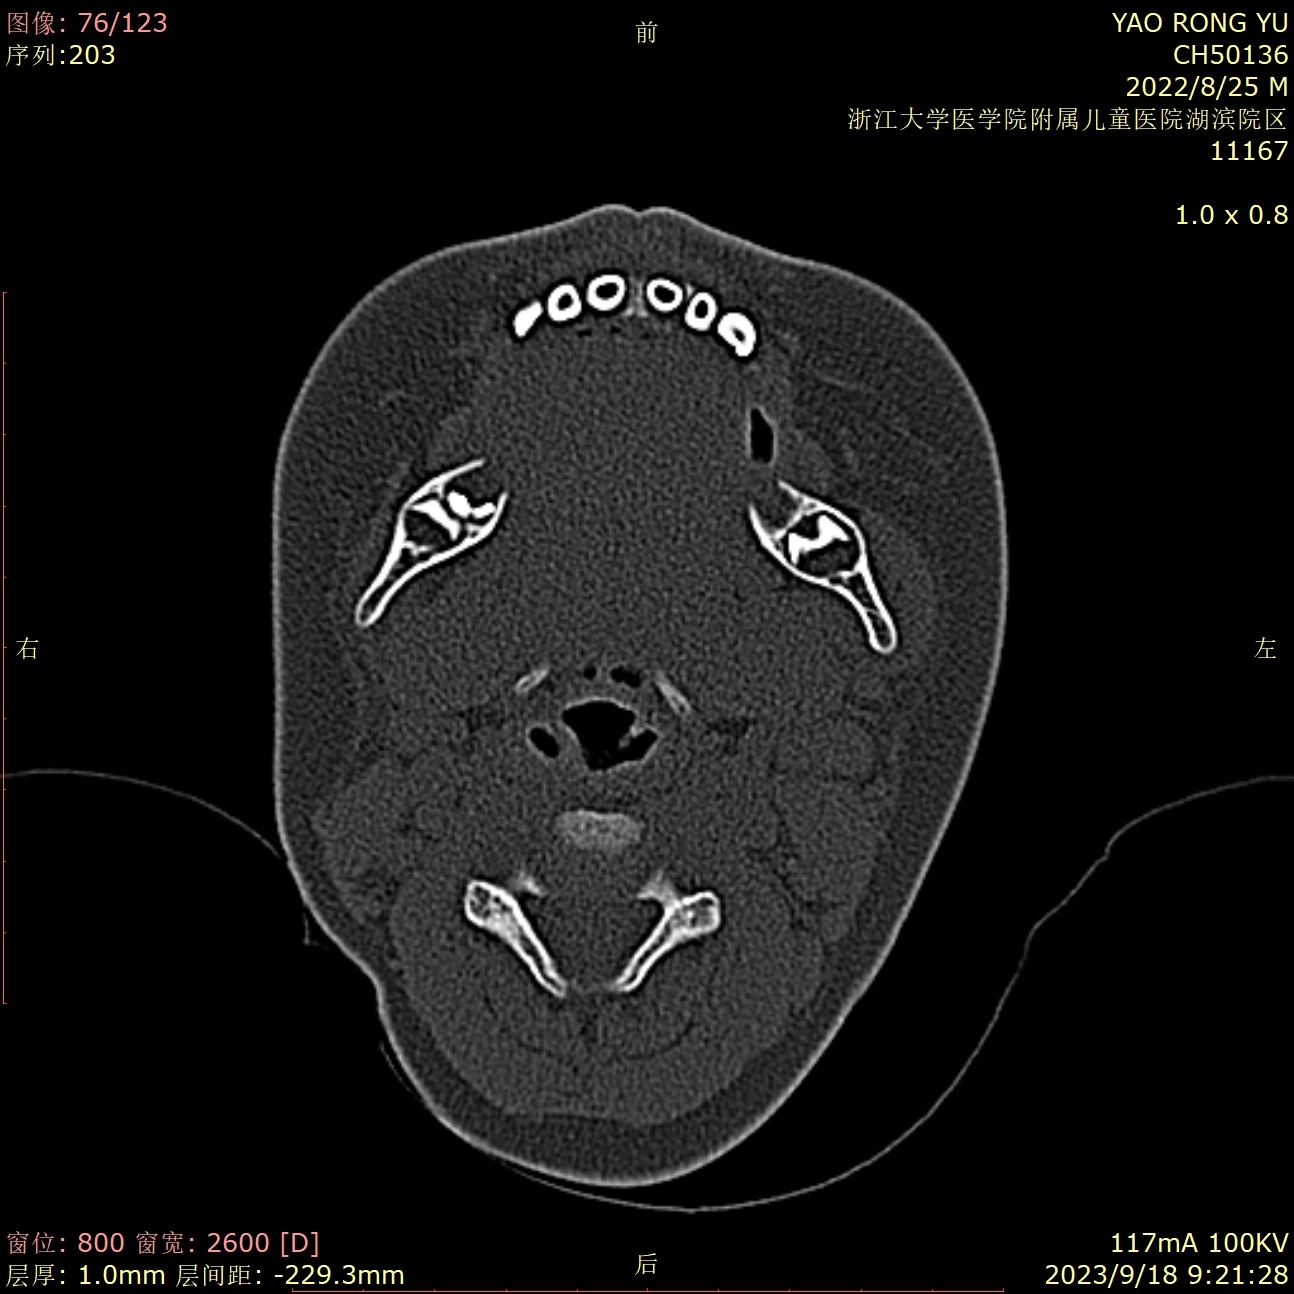 图像: 76/123
序列:203
前
YAO RONG YU
CH50136
2022/8/25 M
浙江大学医学院附属儿童医院湖滨院区
11167
1.0 x 0.8
右
左
窗位: 800 窗宽: 2600 [D]
层厚: 1.0mm 层间距: -229.3mm
后
117mA 100KV
2023/9/18 9:21:28